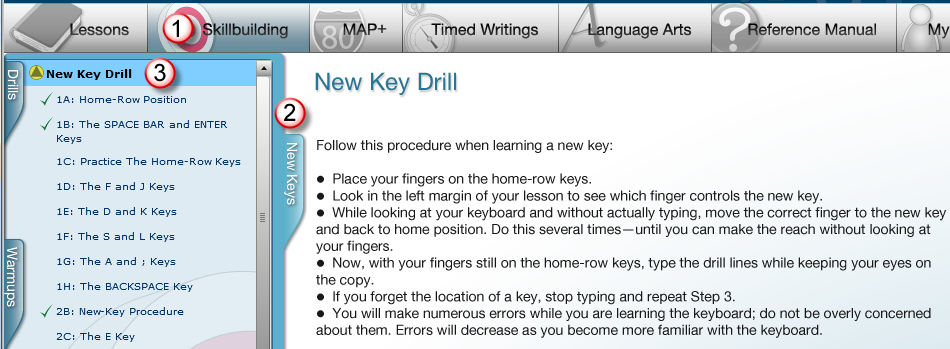 Lessons
1
Skillbuilding
80
MAP+
Timed Writings
A
Language Arts
?
Reference Manual
My
Drills
New Key Drill
3
1A: Home-Row Position
1B: The SPACE BAR and ENTER
Keys
1C: Practice The Home-Row Keys
1D: The F and J Keys
1E: The D and K Keys
1F: The S and L Keys
1G: The A and ; Keys
1H: The BACKSPACE Key
2B: New-Key Procedure
2C: The E Key
Warmups
2
New Keys
New Key Drill
Follow this procedure when learning a new key:
● Place your fingers on the home-row keys.
● Look in the left margin of your lesson to see which finger controls the new key.
● While looking at your keyboard and without actually typing, move the correct finger to the new key
and back to home position. Do this several times—until you can make the reach without looking at
your fingers.
● Now, with your fingers still on the home-row keys, type the drill lines while keeping your eyes on
the copy.
● If you forget the location of a key, stop typing and repeat Step 3.
● You will make numerous errors while you are learning the keyboard; do not be overly concerned
about them. Errors will decrease as you become more familiar with the keyboard.